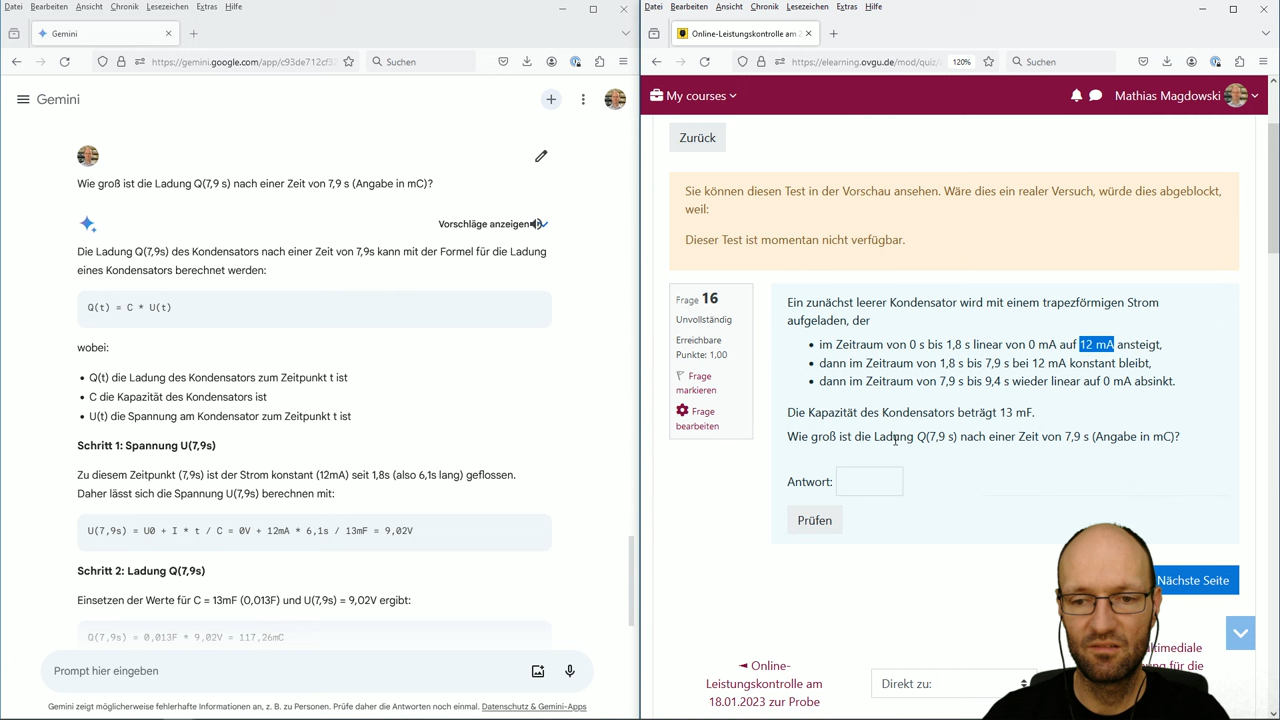 Datei Bearbeiten Ansicht Chronik Lesezeichen Extras Hilfe
Gemini
https://gemini.google.com/app/c93de712cf3
Suchen
Gemini
Wie groß ist die Ladung Q(7,9 s) nach einer Zeit von 7,9 s (Angabe in mC)?
Vorschläge anzeigen
Die Ladung Q(7,9s) des Kondensators nach einer Zeit von 7,9s kann mit der Formel für die Ladung
eines Kondensators berechnet werden:
Q(t) = C * U(t)
wobei:
• Q(t) die Ladung des Kondensators zum Zeitpunkt t ist
• C die Kapazität des Kondensators ist
• U(t) die Spannung am Kondensator zum Zeitpunkt t ist
Schritt 1: Spannung U(7,9s)
Zu diesem Zeitpunkt (7,9s) ist der Strom konstant (12mA) seit 1,8s (also 6,1s lang) geflossen.
Daher lässt sich die Spannung U(7,9s) berechnen mit:
U(7,9s) = U0 + I * t / C = 0V + 12mA * 6,1s / 13mF = 9,02V
Schritt 2: Ladung Q(7,9s)
Einsetzen der Werte für C = 13mF (0,013F) und U(7,9s) = 9,02V ergibt:
Q(7,9s) = 0,013F * 9,02V = 117,26mC
Prompt hier eingeben
Gemini zeigt möglicherweise fehlerhafte Informationen an, z. B. zu Personen. Prüfe daher die Antworten noch einmal. Datenschutz & Gemini-Apps
Datei Bearbeiten Ansicht Chronik Lesezeichen Extras Hilfe
Online-Leistungskontrolle am 2
https://elearning.ovgu.de/mod/quiz/
120%
Suchen
My courses
Mathias Magdowski
Zurück
Sie können diesen Test in der Vorschau ansehen. Wäre dies ein realer Versuch, würde dies abgeblockt,
weil:
Dieser Test ist momentan nicht verfügbar.
Frage 16
Unvollständig
Erreichbare
Punkte: 1,00
Frage
markieren
Frage
bearbeiten
Ein zunächst leerer Kondensator wird mit einem trapezförmigen Strom
aufgeladen, der
• im Zeitraum von 0 s bis 1,8 s linear von 0 mA auf 12 mA ansteigt,
• dann im Zeitraum von 1,8 s bis 7,9 s bei 12 mA konstant bleibt,
• dann im Zeitraum von 7,9 s bis 9,4 s wieder linear auf 0 mA absinkt.
Die Kapazität des Kondensators beträgt 13 mF.
Wie groß ist die Ladung Q(7,9 s) nach einer Zeit von 7,9 s (Angabe in mC)?
Antwort:
Prüfen
Nächste Seite
◄ Online-
Leistungskontrolle am
18.01.2023 zur Probe
Direkt zu:
für die